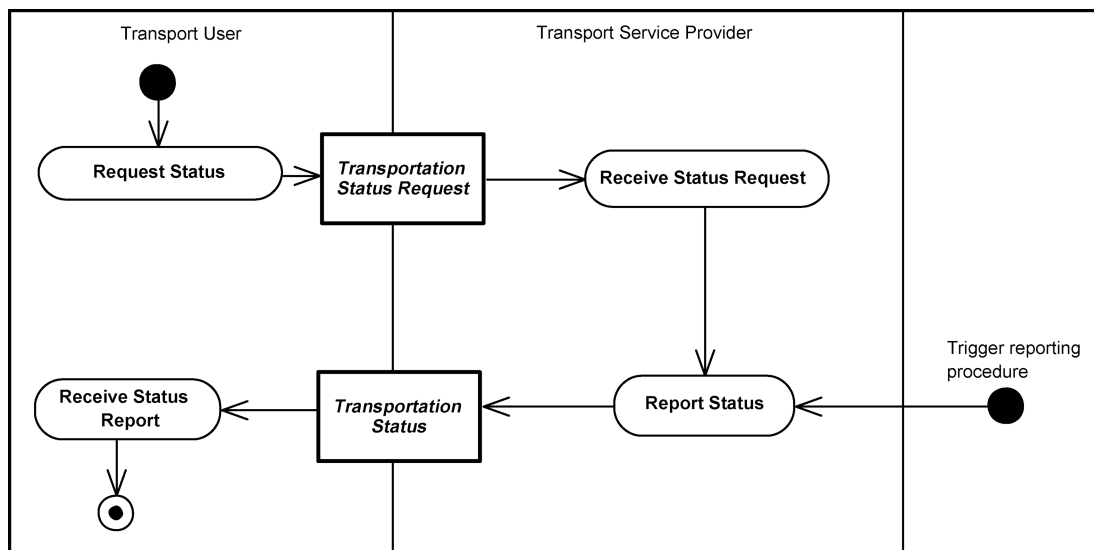 Transport User
Transport Service Provider
Request Status
Transportation
Status Request
Receive Status Request
Trigger reporting
procedure
Receive Status
Report
Transportation
Status
Report Status